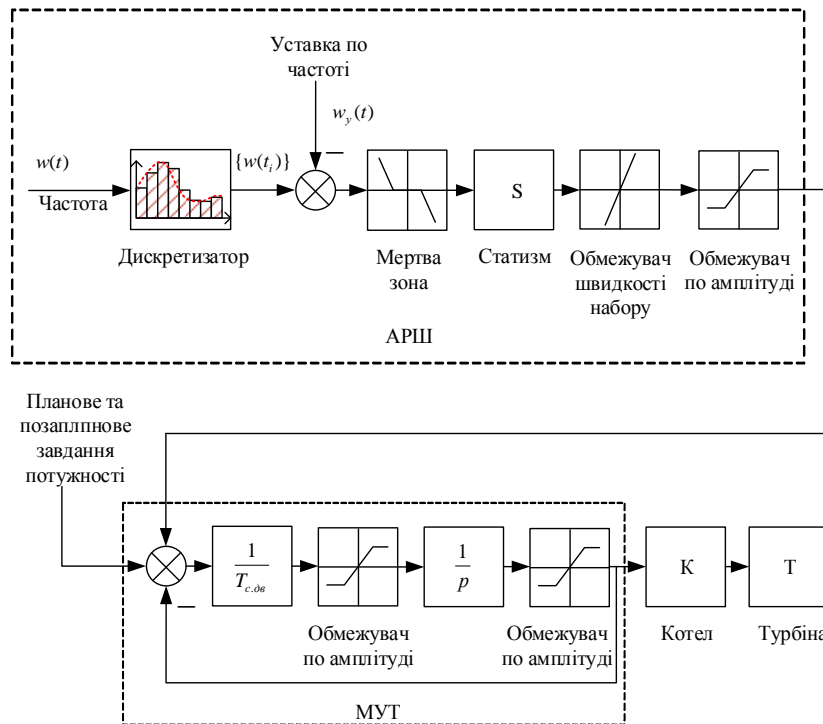 Уставка по
частоті
w_y(t)
w(t)
{w(t_i)}
Частота
S
Дискретизатор
Мертва
зона
Статизм
Обмежувач
швидкості
набору
Обмежувач
по амплітуді
АРШ
Планове та
позаплпнове
завдання
потужності
1
T_{с.дв}
1
p
К
Т
Обмежувач
по амплітуді
Обмежувач
по амплітуді
Котел
Турбіна
МУТ